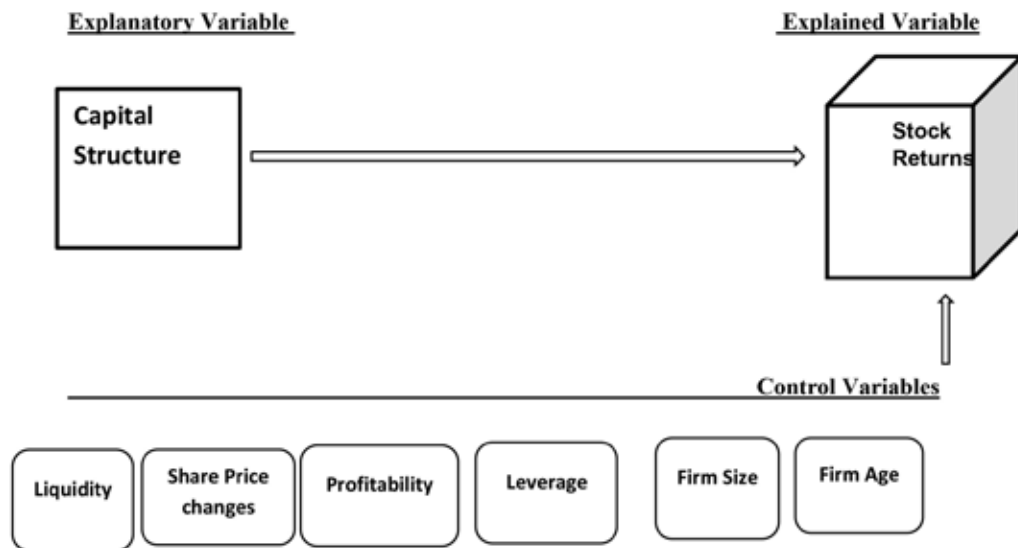 Explanatory Variable
Explained Variable
Capital
Structure
Stock
Returns
Control Variables
Liquidity
Share Price
changes
Profitability
Leverage
Firm Size
Firm Age